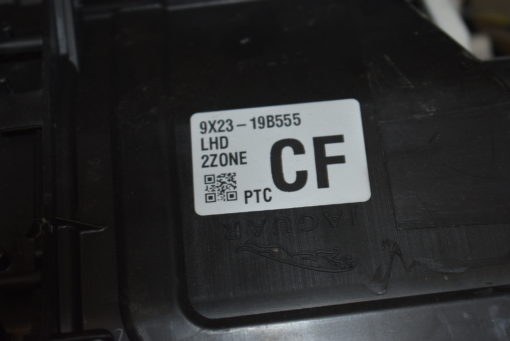 9X23-19B555
LHD
2ZONE
CF
PTC
JAGUAR